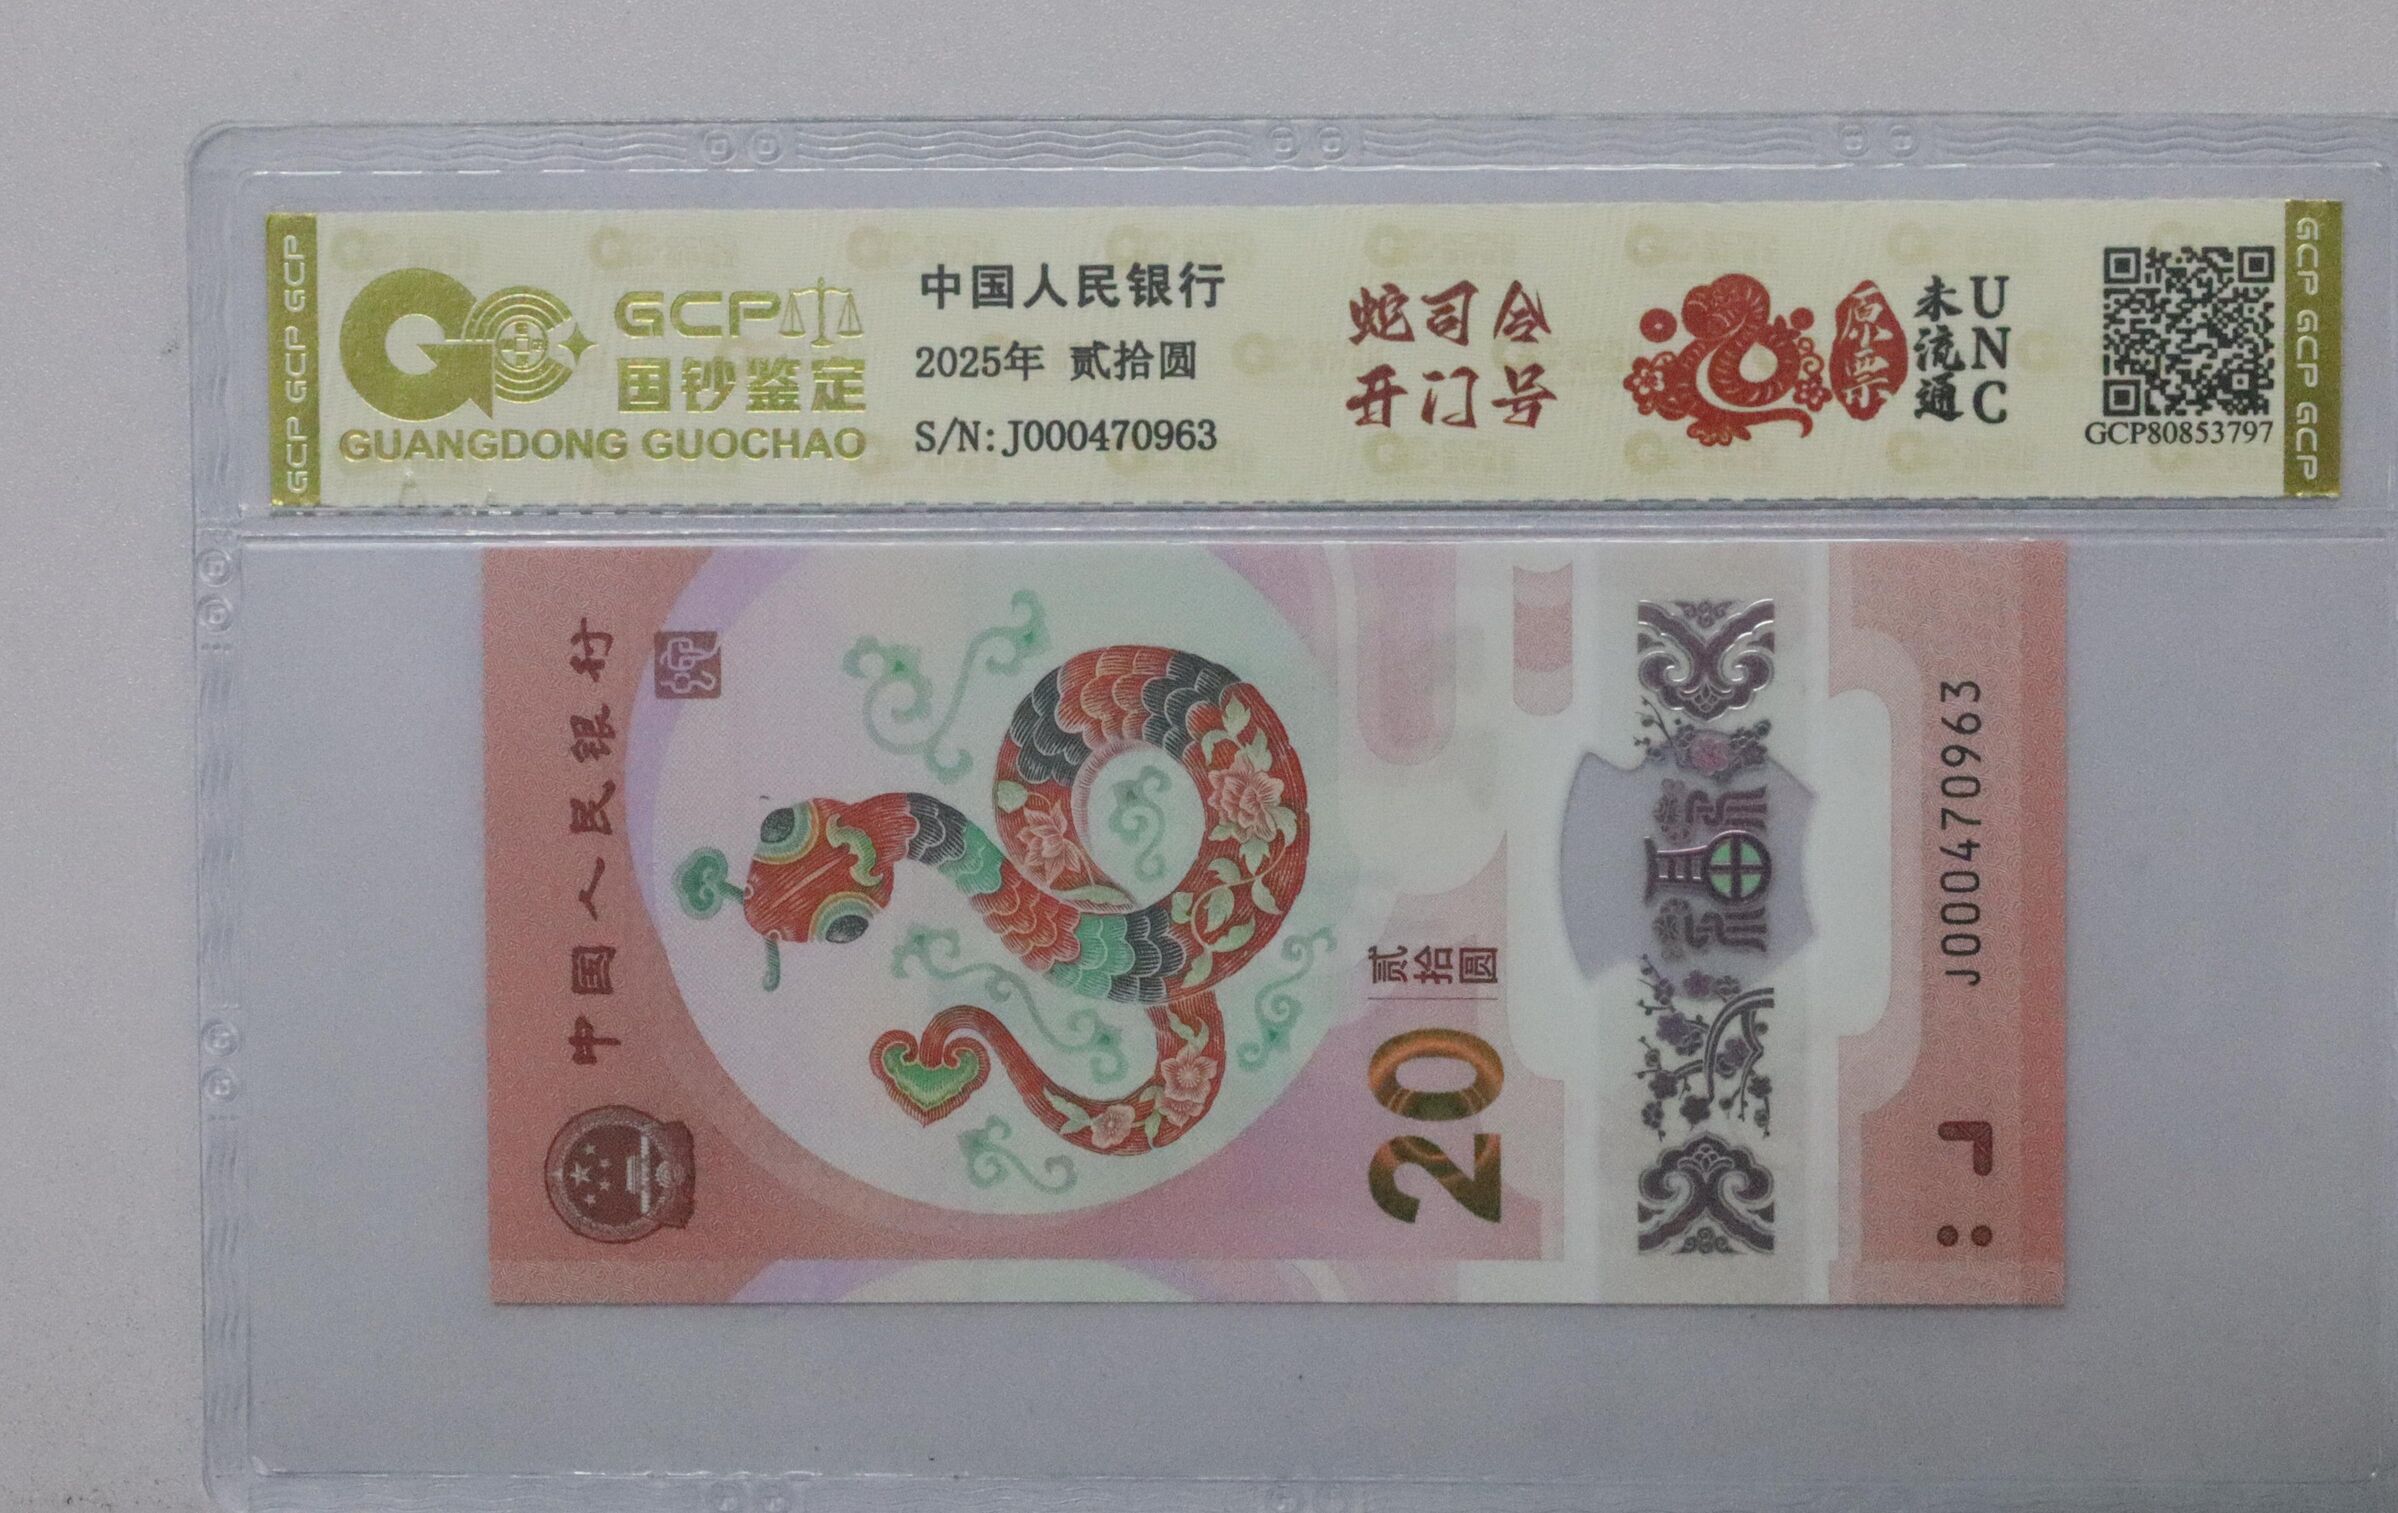 GCP GCP GCP
GCP
国钞鉴定
GUANGDONG GUOCHAO
中国人民银行
2025年 贰拾圆
S/N: J000470963
蛇司令
开门号
原票
未流通
UNC
GCP80853797
GCP GCP GCP
中国人民银行
贰拾圆
20
福
J000470963